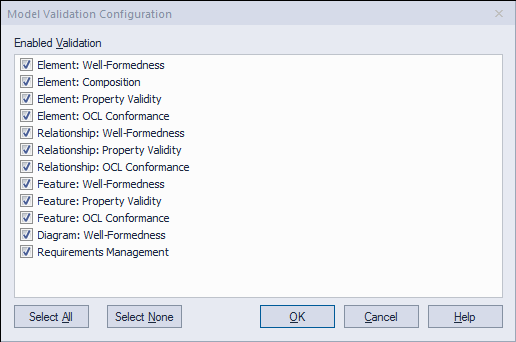 Model Validation Configuration
Enabled Validation
Element: Well-Formedness
Element: Composition
Element: Property Validity
Element: OCL Conformance
Relationship: Well-Formedness
Relationship: Property Validity
Relationship: OCL Conformance
Feature: Well-Formedness
Feature: Property Validity
Feature: OCL Conformance
Diagram: Well-Formedness
Requirements Management
Select All Select None OK Cancel Help